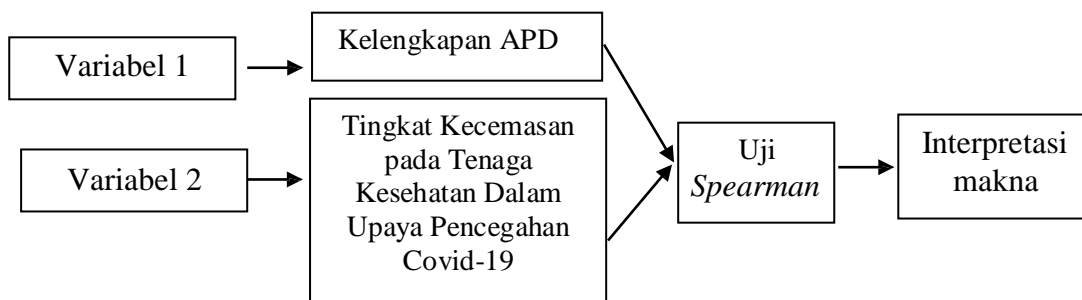 Variabel 1
Kelengkapan APD
Variabel 2
Tingkat Kecemasan
pada Tenaga
Kesehatan Dalam
Upaya Pencegahan
Covid-19
Uji
Spearman
Interpretasi
makna